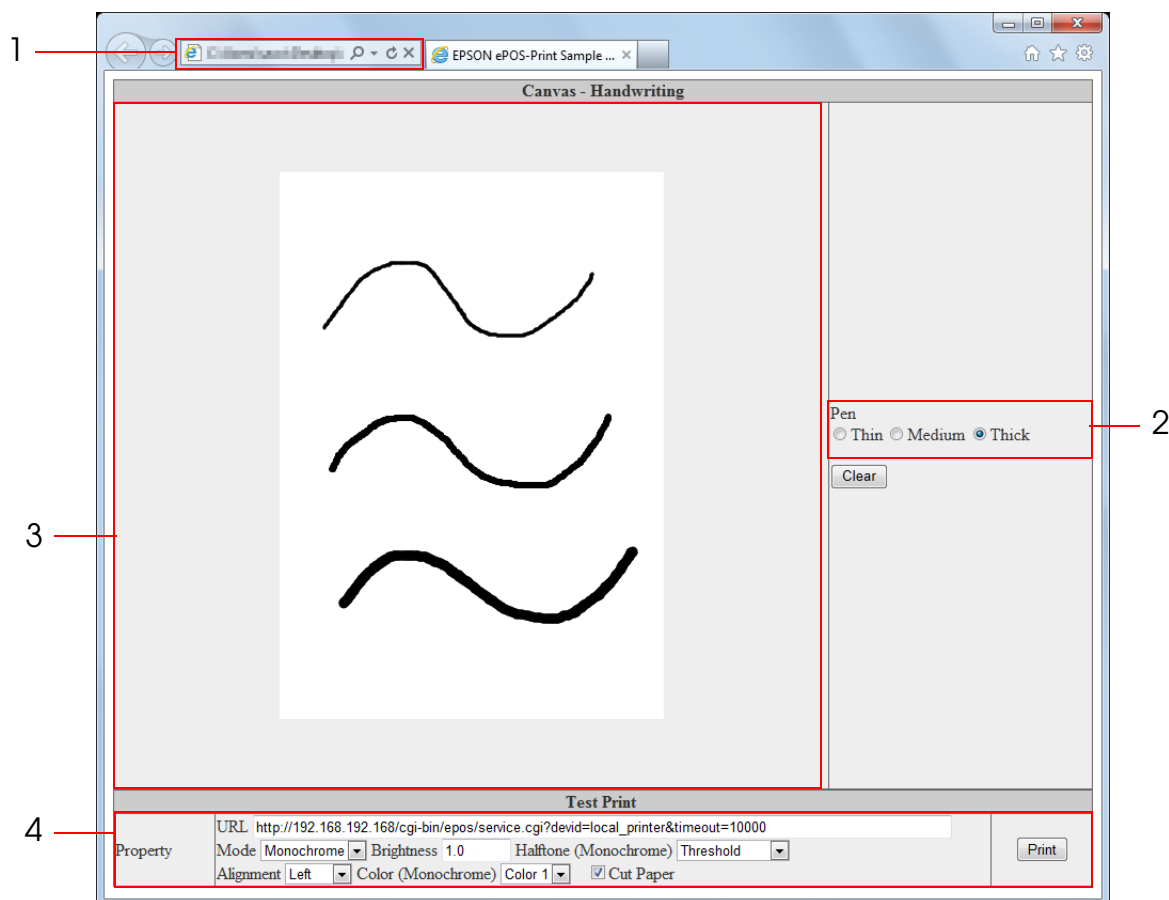 1
EPSON ePOS-Print Sample ...
Canvas - Handwriting
Pen
Thin Medium Thick
2
Clear
3
Test Print
4
URL http://192.168.192.168/cgi-bin/epos/service.cgi?devid=local_printer&timeout=10000
Property Mode Monochrome Brightness 1.0 Halftone (Monochrome) Threshold Print
Alignment Left Color (Monochrome) Color 1 Cut Paper